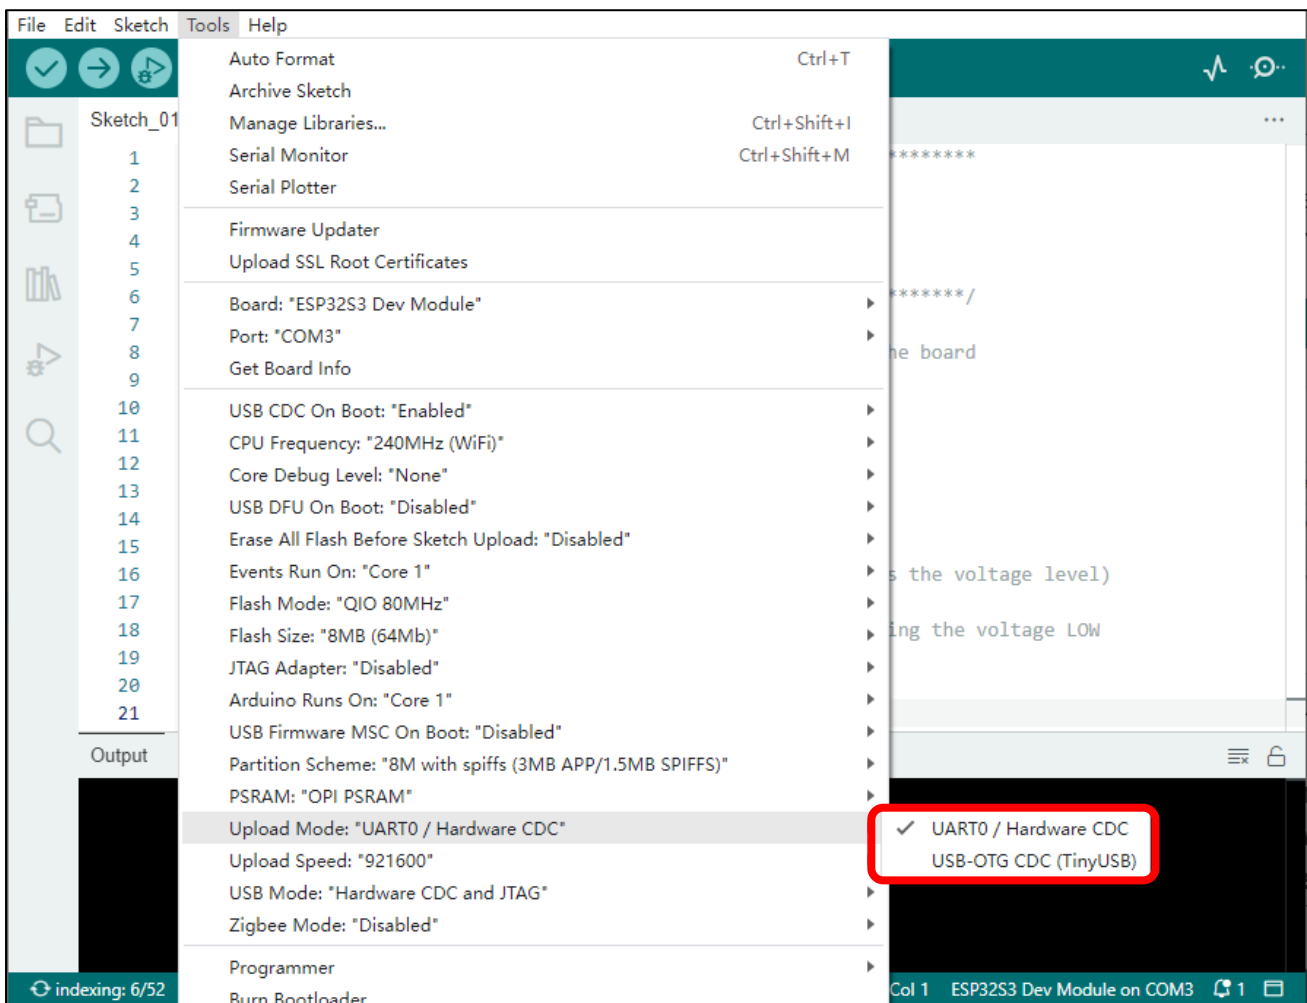 File Edit Sketch Tools Help
Auto Format Ctrl+T
Archive Sketch
Sketch_01
Manage Libraries... Ctrl+Shift+I
Serial Monitor Ctrl+Shift+M
Serial Plotter
Firmware Updater
Upload SSL Root Certificates
Board: "ESP32S3 Dev Module"
Port: "COM3"
Get Board Info
USB CDC On Boot: "Enabled"
CPU Frequency: "240MHz (WiFi)"
Core Debug Level: "None"
USB DFU On Boot: "Disabled"
Erase All Flash Before Sketch Upload: "Disabled"
Events Run On: "Core 1"
Flash Mode: "QIO 80MHz"
Flash Size: "8MB (64Mb)"
JTAG Adapter: "Disabled"
Arduino Runs On: "Core 1"
USB Firmware MSC On Boot: "Disabled"
Partition Scheme: "8M with spiffs (3MB APP/1.5MB SPIFFS)"
PSRAM: "OPI PSRAM"
Upload Mode: "UART0 / Hardware CDC"
Upload Speed: "921600"
USB Mode: "Hardware CDC and JTAG"
Zigbee Mode: "Disabled"
Programmer
Burn Bootloader
UART0 / Hardware CDC
USB-OTG CDC (TinyUSB)
1
2
3
4
5
6
7
8
9
10
11
12
13
14
15
16
17
18
19
20
21
********
*******/
he board
s the voltage level)
ing the voltage LOW
Output
indexing: 6/52
Col 1 ESP32S3 Dev Module on COM3 1